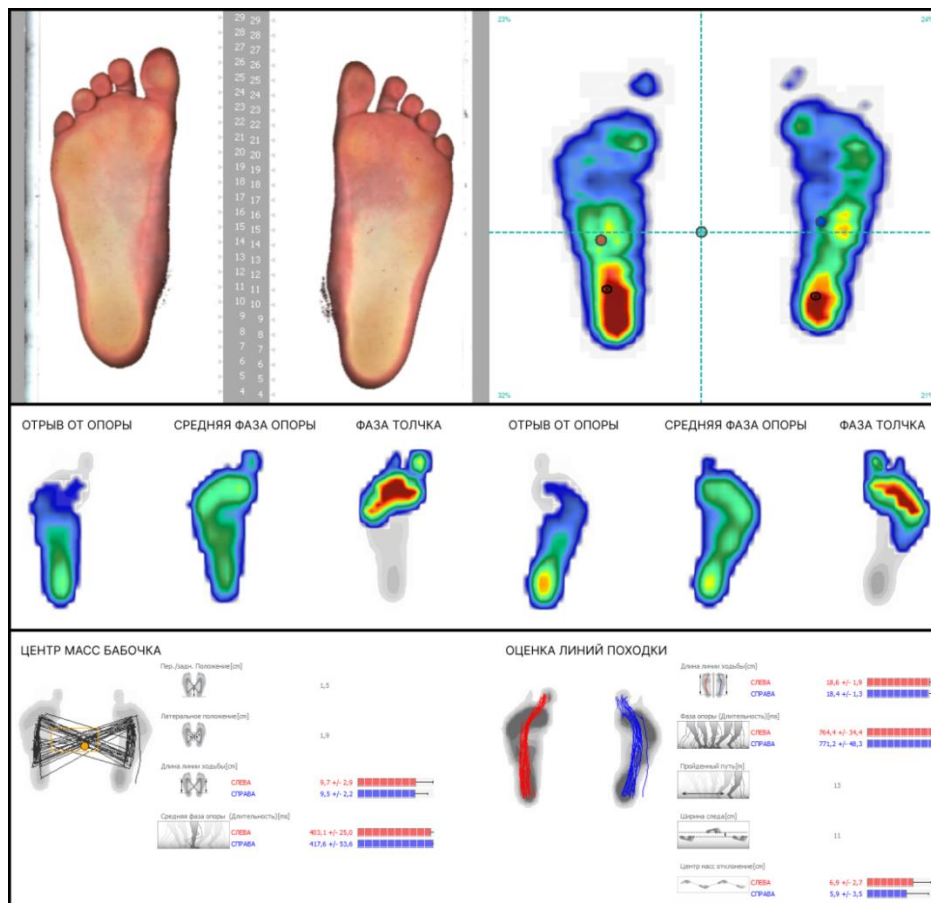 29 29
28 28
27 27
26 26
25 25
24 24
23 23
22 22
21 21
20 20
19 19
18 18
17 17
16 16
15 15
14 14
13 13
12 12
11 11
10 10
9 9
8 8
7 7
6 6
5 5
4 4
23%
24%
32%
21%
ОТРЫВ ОТ ОПОРЫ
СРЕДНЯЯ ФАЗА ОПОРЫ
ФАЗА ТОЛЧКА
ОТРЫВ ОТ ОПОРЫ
СРЕДНЯЯ ФАЗА ОПОРЫ
ФАЗА ТОЛЧКА
ЦЕНТР МАСС БАБОЧКА
Пер./задн. Положение[cm]
1,5
Латеральное положение[cm]
1,9
Длина линии ходьбы[cm]
СЛЕВА 9,7 +/- 2,9
СПРАВА 9,5 +/- 2,2
Средняя фаза опоры (Длительность)[ms]
СЛЕВА 403,1 +/- 25,0
СПРАВА 417,6 +/- 53,6
ОЦЕНКА ЛИНИЙ ПОХОДКИ
Длина линии ходьбы[cm]
СЛЕВА 18,6 +/- 1,9
СПРАВА 18,4 +/- 1,3
Фаза опоры (Длительность)[ms]
СЛЕВА 764,4 +/- 34,4
СПРАВА 771,2 +/- 48,3
Пройденный путь[m]
13
Ширина следа[cm]
11
Центр масс отклонение[cm]
СЛЕВА 6,9 +/- 2,7
СПРАВА 5,9 +/- 3,5